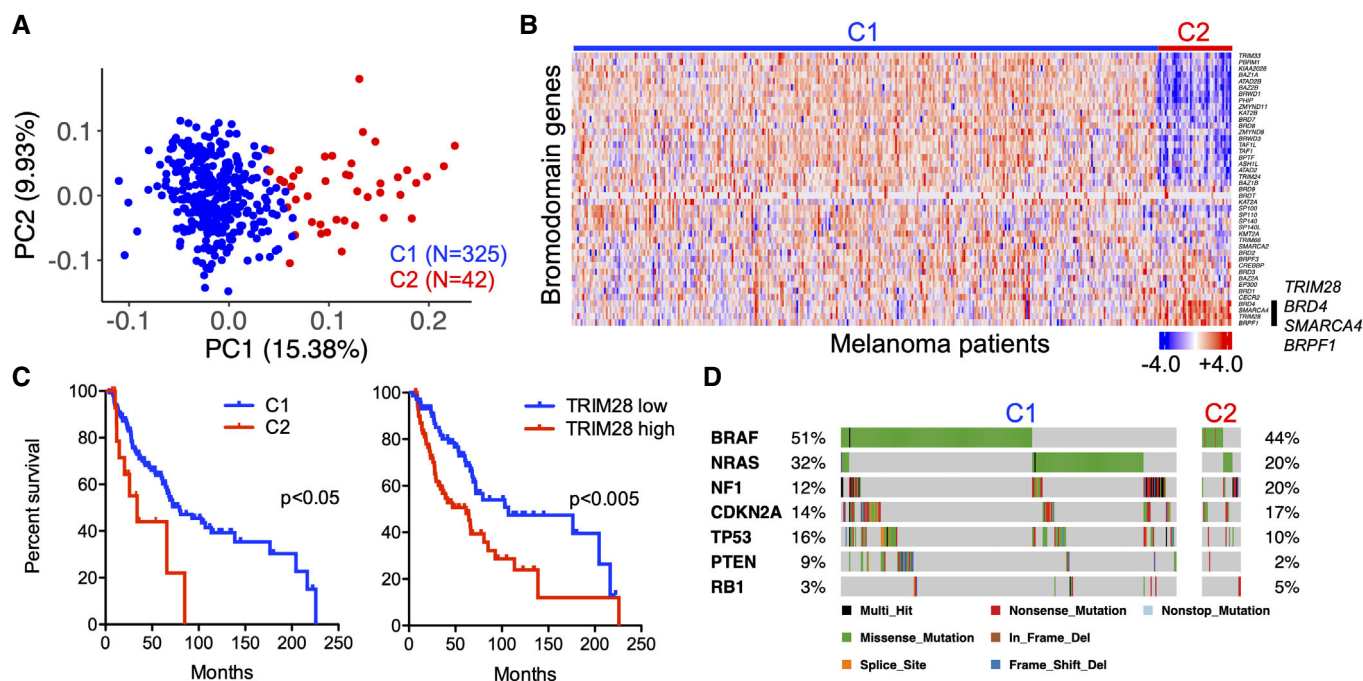 A
PC2 (9.93%)
0.1
0.0
-0.1
C1 (N=325)
C2 (N=42)
-0.1
0.0
0.1
0.2
PC1 (15.38%)
B
C1
C2
Bromodomain genes
TRIM33
PBRM1
KIAA2026
BAZ1A
ATAD2B
BAZ2B
BRWD1
PHIP
ZMYND11
KAT2B
BRD7
BRD8
ZMYND8
BRWD3
TAF1L
TAF1
BPTF
ASH1L
ATAD2
TRIM24
BAZ1B
BRD9
BRDT
KAT2A
SP100
SP110
SP140
SP140L
KMT2A
TRIM66
SMARCA2
BRD2
BRPF3
CREBBP
BRD3
BAZ2A
EP300
BRD1
CECR2
BRD4
SMARCA4
TRIM28
BRPF1
TRIM28
BRD4
SMARCA4
BRPF1
Melanoma patients
-4.0 +4.0
C
Percent survival
100
80
60
40
20
0
C1
C2
p<0.05
0 50 100 150 200 250
Months
100
80
60
40
20
0
TRIM28 low
TRIM28 high
p<0.005
0 50 100 150 200 250
Months
D
C1
C2
BRAF 51% 44%
NRAS 32% 20%
NF1 12% 20%
CDKN2A 14% 17%
TP53 16% 10%
PTEN 9% 2%
RB1 3% 5%
Multi_Hit
Nonsense_Mutation
Nonstop_Mutation
Missense_Mutation
In_Frame_Del
Splice_Site
Frame_Shift_Del